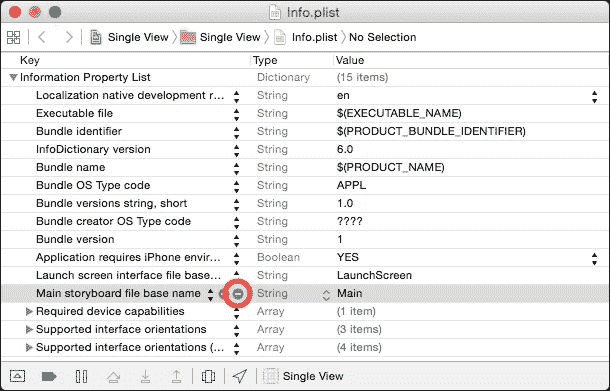 Info.plist
Single View Single View Info.plist No Selection
Key Type Value
Information Property List Dictionary (15 items)
Localization native development r... String en
Executable file String $(EXECUTABLE_NAME)
Bundle identifier String $(PRODUCT_BUNDLE_IDENTIFIER)
InfoDictionary version String 6.0
Bundle name String $(PRODUCT_NAME)
Bundle OS Type code String APPL
Bundle versions string, short String 1.0
Bundle creator OS Type code String ????
Bundle version String 1
Application requires iPhone envir... Boolean YES
Launch screen interface file base... String LaunchScreen
Main storyboard file base name String Main
Required device capabilities Array (1 item)
Supported interface orientations Array (3 items)
Supported interface orientations (... Array (4 items)
Single View